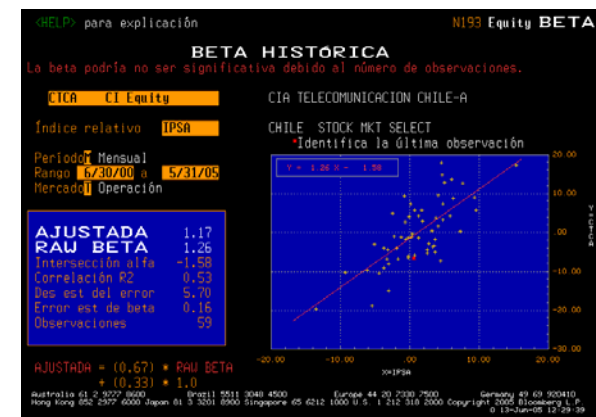 <HELP> para explicación N193 Equity BETA
BETA HISTÓRICA
La beta podría no ser significativa debido al número de observaciones.
CTCA CI Equity CIA TELECOMUNICACION CHILE-A
Índice relativo IPSA CHILE STOCK MKT SELECT
*Identifica la última observación
Período M Mensual
Rango 6/30/00 a 5/31/05
Mercado T Operación
Y = 1.26 X - 1.58
20.00
10.00
.00
-10.00
-20.00
-30.00
Y=CTCA
AJUSTADA 1.17
RAW BETA 1.26
Intersección alfa -1.58
Correlación R2 0.53
Des est del error 5.70
Error est de beta 0.16
Observaciones 59
-20.00 -10.00 .00 10.00 20.00
X=IPSA
AJUSTADA = (0.67) * RAW BETA
+ (0.33) * 1.0
Australia 61 2 9777 8600 Brazil 5511 3048 4500 Europe 44 20 7330 7500 Germany 49 69 920410
Hong Kong 852 2977 6000 Japan 81 3 3201 8900 Singapore 65 6212 1000 U.S. 1 212 318 2000 Copyright 2005 Bloomberg L.P.
0 13-Jun-05 12:29:39